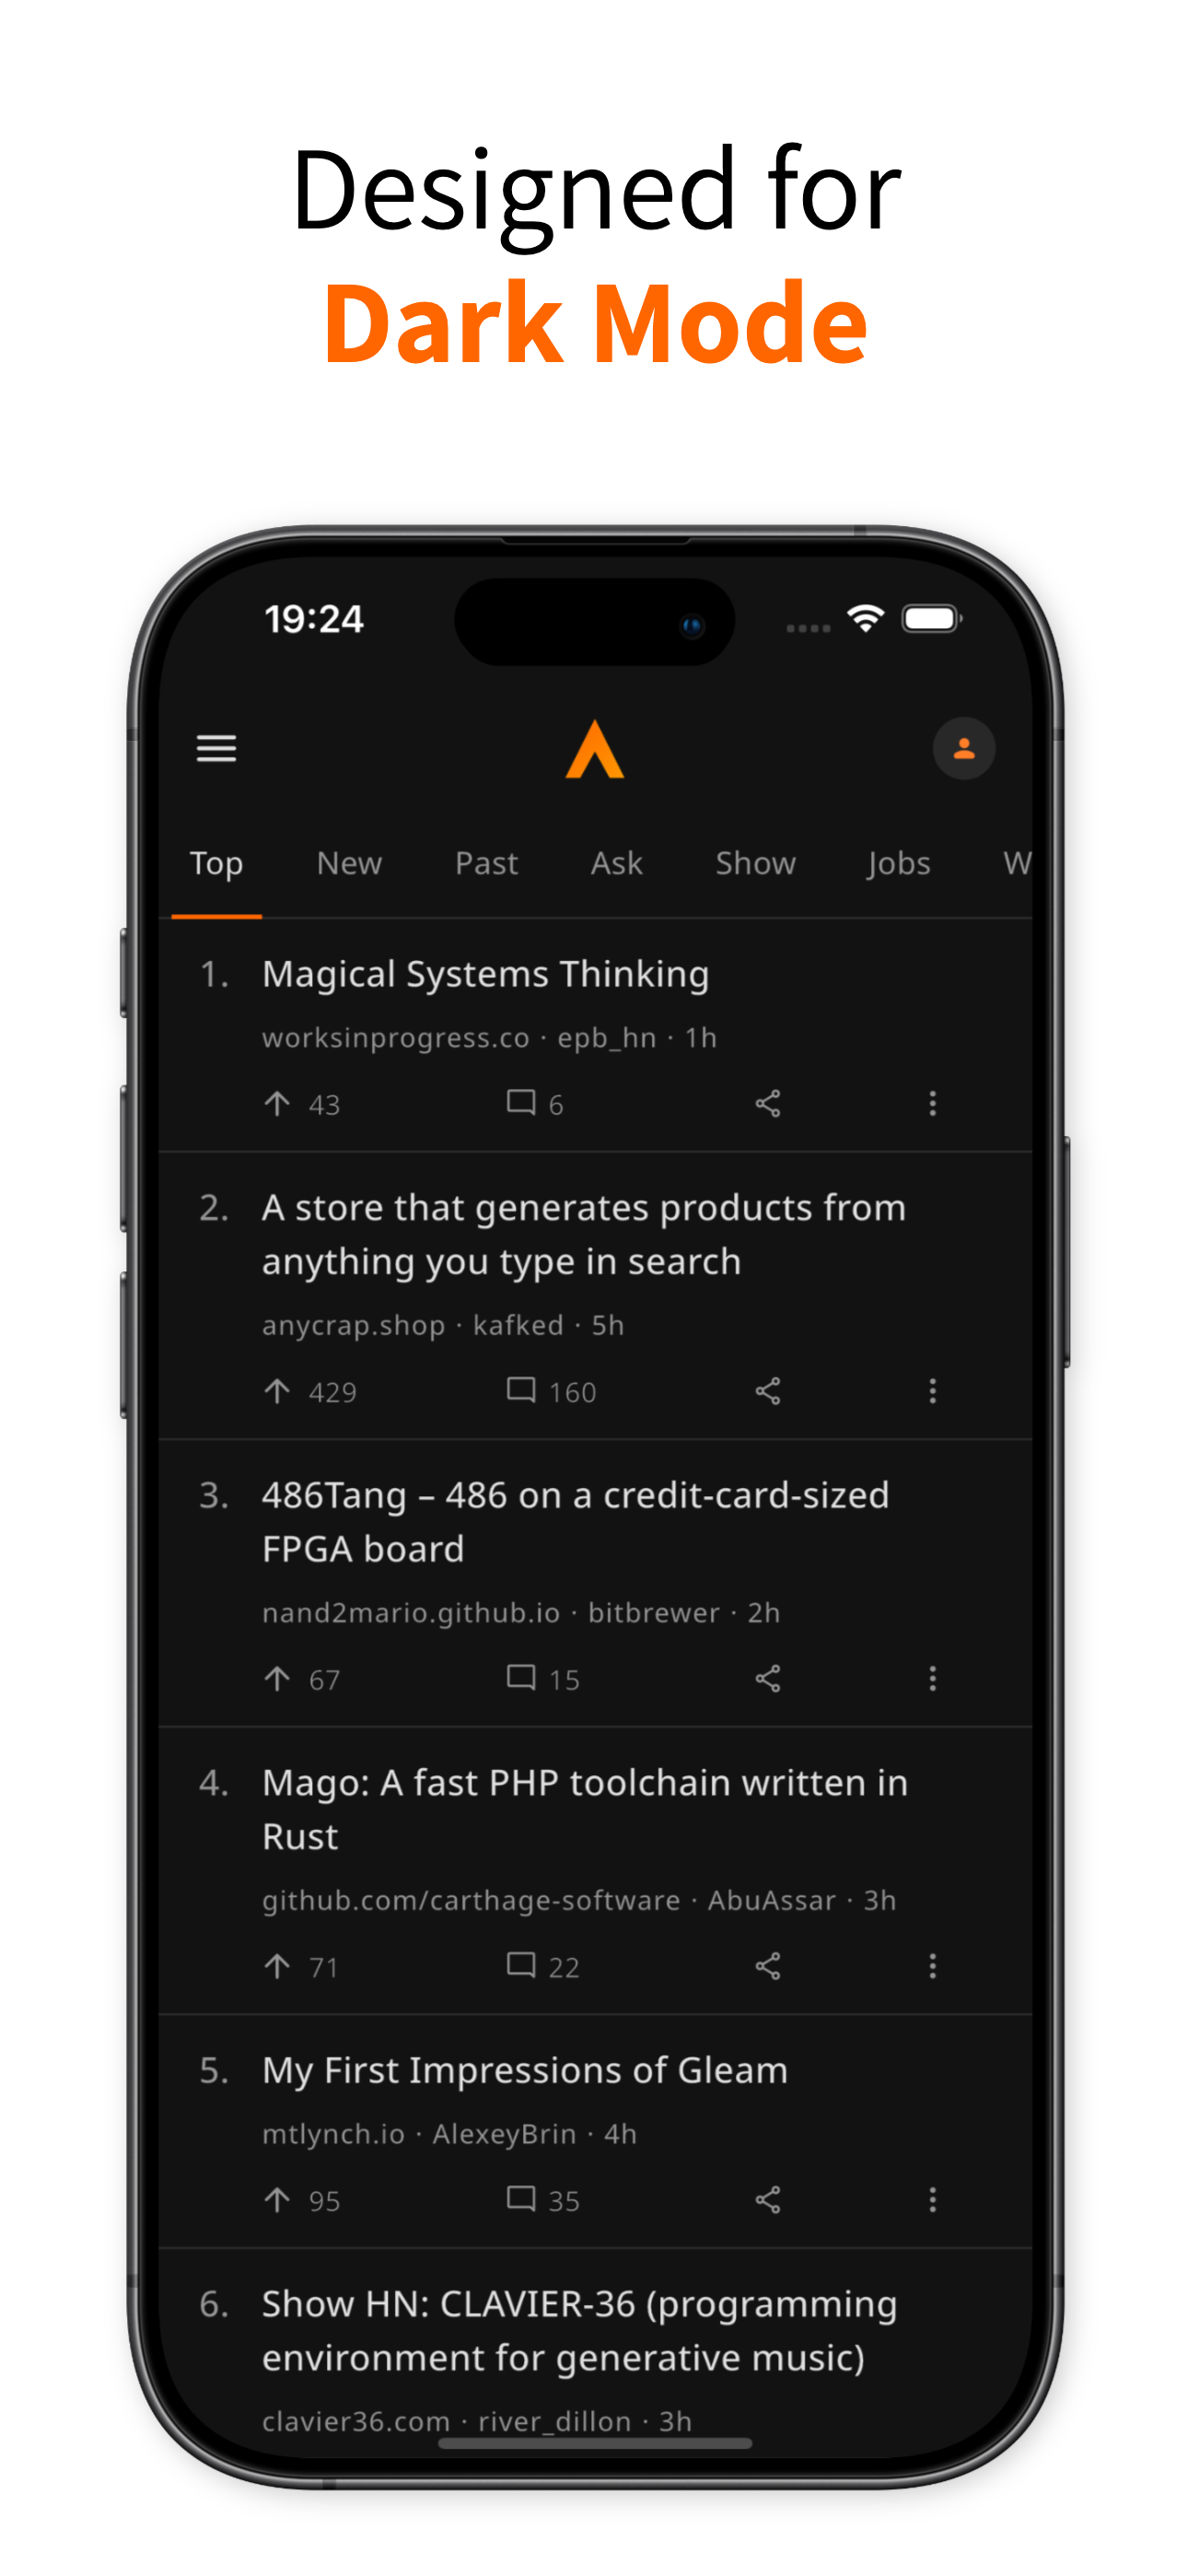 Designed for
Dark Mode
19:24
Top New Past Ask Show Jobs W
1. Magical Systems Thinking
worksinprogress.co · epb_hn · 1h
43 6
2. A store that generates products from
anything you type in search
anycrap.shop · kafked · 5h
429 160
3. 486Tang – 486 on a credit-card-sized
FPGA board
nand2mario.github.io · bitbrewer · 2h
67 15
4. Mago: A fast PHP toolchain written in
Rust
github.com/carthage-software · AbuAssar · 3h
71 22
5. My First Impressions of Gleam
mtlynch.io · AlexeyBrin · 4h
95 35
6. Show HN: CLAVIER-36 (programming
environment for generative music)
clavier36.com · river_dillon · 3h